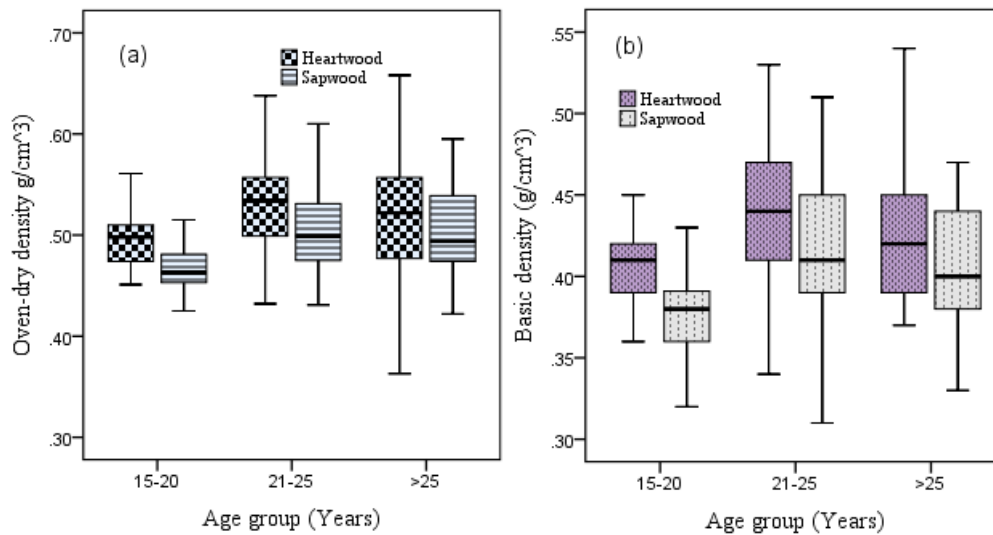 (a)
Heartwood
Sapwood
Oven-dry density g/cm^3)
.70
.60
.50
.40
.30
15-20 21-25 >25
Age group (Years)
(b)
Heartwood
Sapwood
Basic density (g/cm^3)
.55
.50
.45
.40
.35
.30
15-20 21-25 >25
Age group (Years)